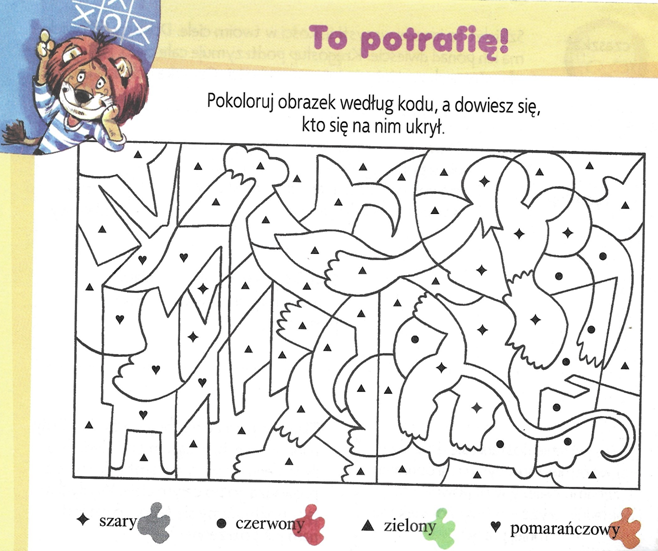 To potrafię!
Pokoloruj obrazek według kodu, a dowiesz się,
kto się na nim ukrył.
szary
czerwony
zielony
pomarańczowy